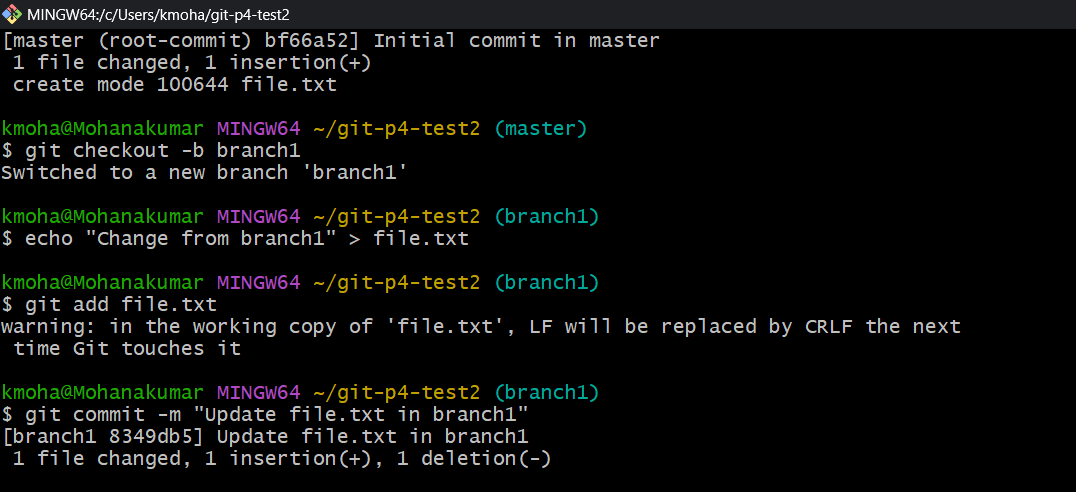 MINGW64:/c/Users/kmoha/git-p4-test2
[master (root-commit) bf66a52] Initial commit in master
 1 file changed, 1 insertion(+)
 create mode 100644 file.txt
kmoha@Mohanakumar MINGW64 ~/git-p4-test2 (master)
$ git checkout -b branch1
Switched to a new branch 'branch1'
kmoha@Mohanakumar MINGW64 ~/git-p4-test2 (branch1)
$ echo "Change from branch1" > file.txt
kmoha@Mohanakumar MINGW64 ~/git-p4-test2 (branch1)
$ git add file.txt
warning: in the working copy of 'file.txt', LF will be replaced by CRLF the next
 time Git touches it
kmoha@Mohanakumar MINGW64 ~/git-p4-test2 (branch1)
$ git commit -m "Update file.txt in branch1"
[branch1 8349db5] Update file.txt in branch1
 1 file changed, 1 insertion(+), 1 deletion(-)